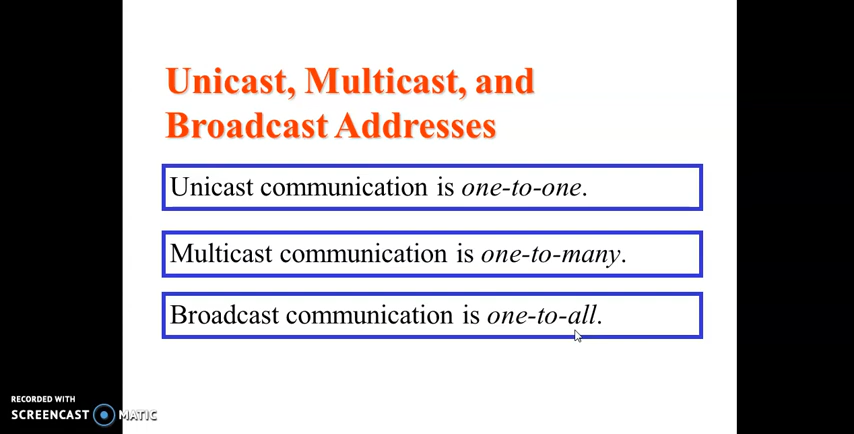 Unicast, Multicast, and
Broadcast Addresses
Unicast communication is one-to-one.
Multicast communication is one-to-many.
Broadcast communication is one-to-all.
RECORDED WITH
SCREENCAST MATIC